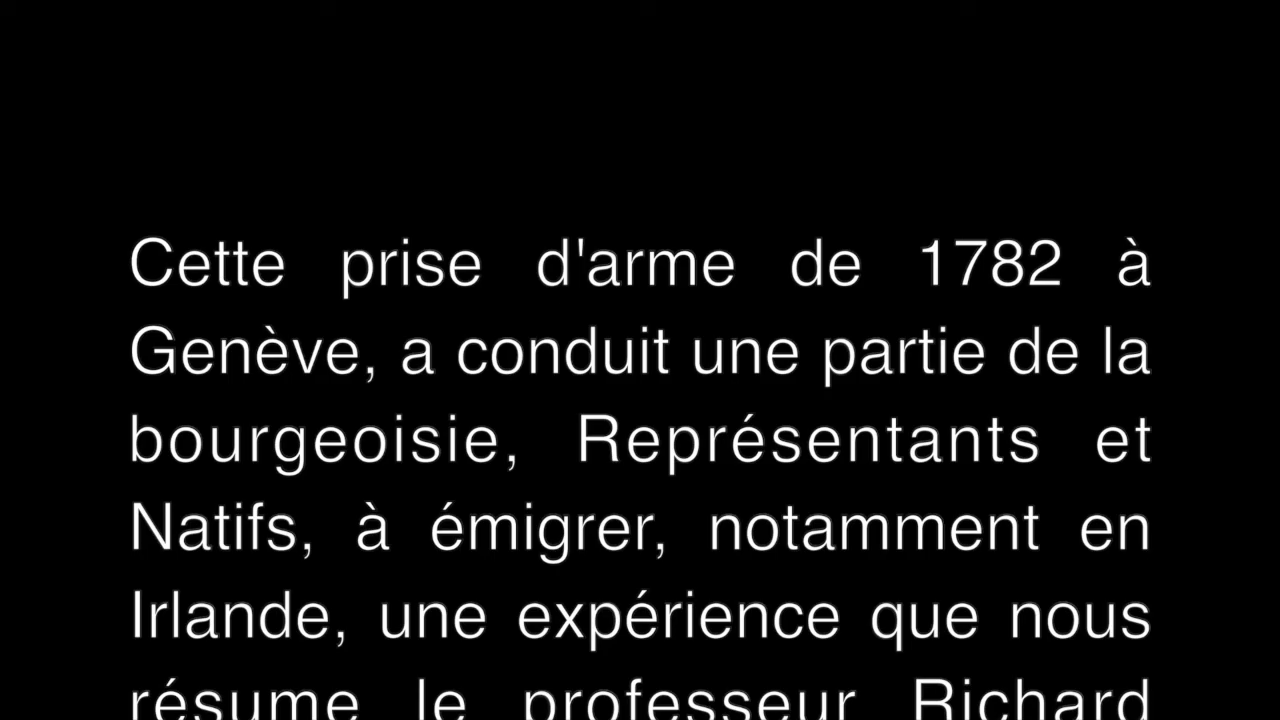 Cette prise d'arme de 1782 à
Genève, a conduit une partie de la
bourgeoisie, Représentants et
Natifs, à émigrer, notamment en
Irlande, une expérience que nous
résume le professeur Richard